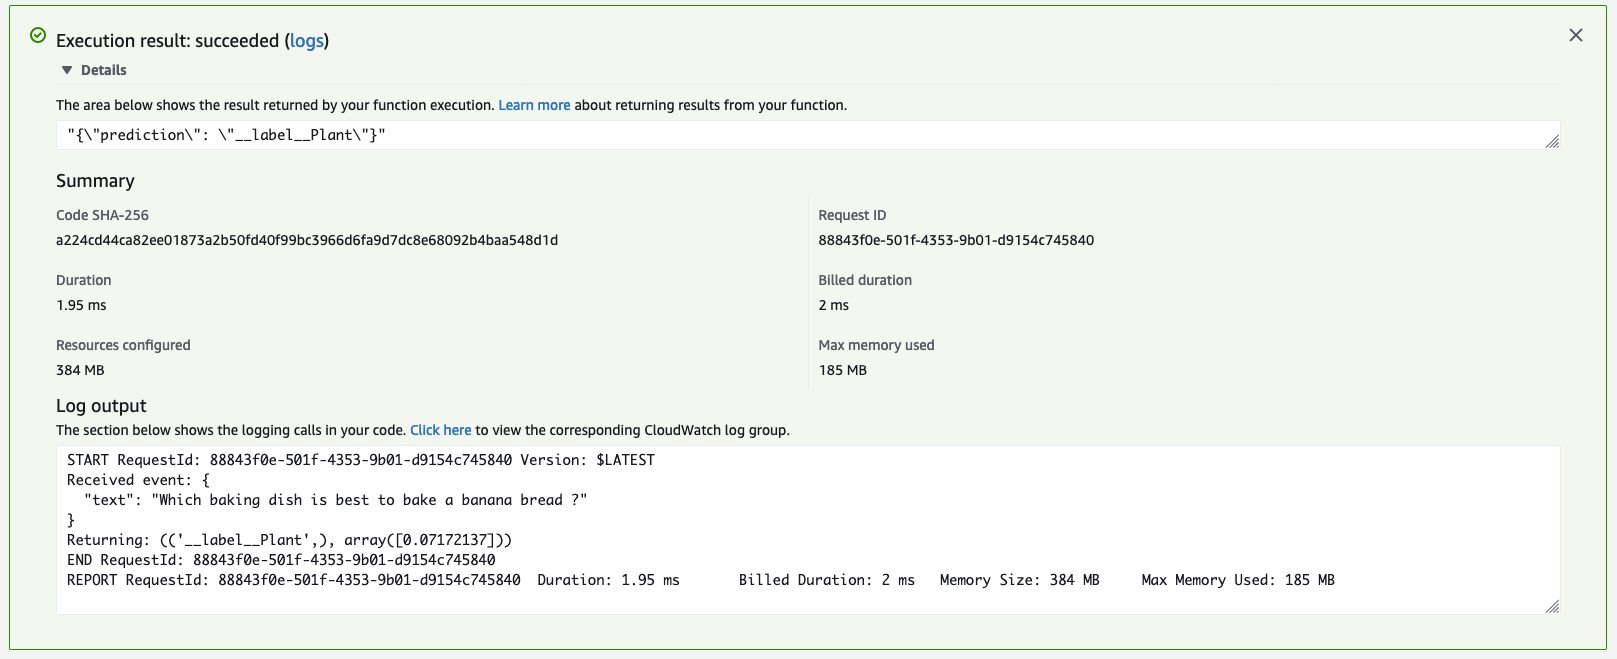 Execution result: succeeded (logs)
Details
The area below shows the result returned by your function execution. Learn more about returning results from your function.
"{\"prediction\": \"__label__Plant\"}"
Summary
Code SHA-256
a224cd44ca82ee01873a2b50fd40f99bc3966d6fa9d7dc8e68092b4baa548d1d
Request ID
88843f0e-501f-4353-9b01-d9154c745840
Duration
1.95 ms
Billed duration
2 ms
Resources configured
384 MB
Max memory used
185 MB
Log output
The section below shows the logging calls in your code. Click here to view the corresponding CloudWatch log group.
START RequestId: 88843f0e-501f-4353-9b01-d9154c745840 Version: $LATEST
Received event: {
  "text": "Which baking dish is best to bake a banana bread ?"
}
Returning: (('__label__Plant',), array([0.07172137]))
END RequestId: 88843f0e-501f-4353-9b01-d9154c745840
REPORT RequestId: 88843f0e-501f-4353-9b01-d9154c745840  Duration: 1.95 ms  Billed Duration: 2 ms  Memory Size: 384 MB  Max Memory Used: 185 MB